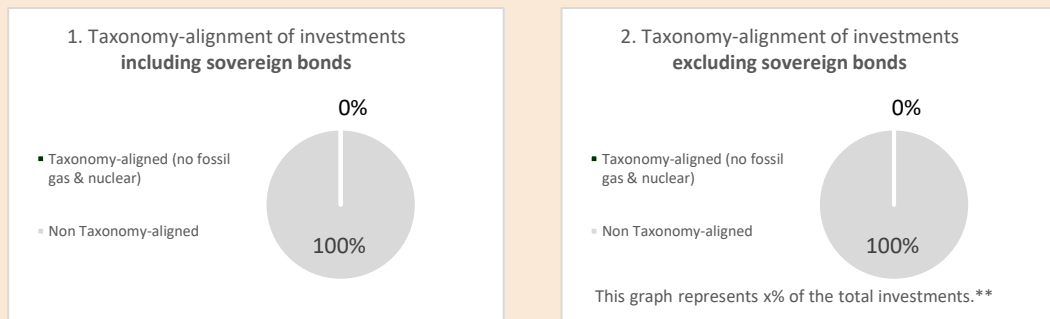 1. Taxonomy-alignment of investments
including sovereign bonds
0%
Taxonomy-aligned (no fossil
gas & nuclear)
Non Taxonomy-aligned
100%
2. Taxonomy-alignment of investments
excluding sovereign bonds
0%
Taxonomy-aligned (no fossil
gas & nuclear)
Non Taxonomy-aligned
100%
This graph represents x% of the total investments.**